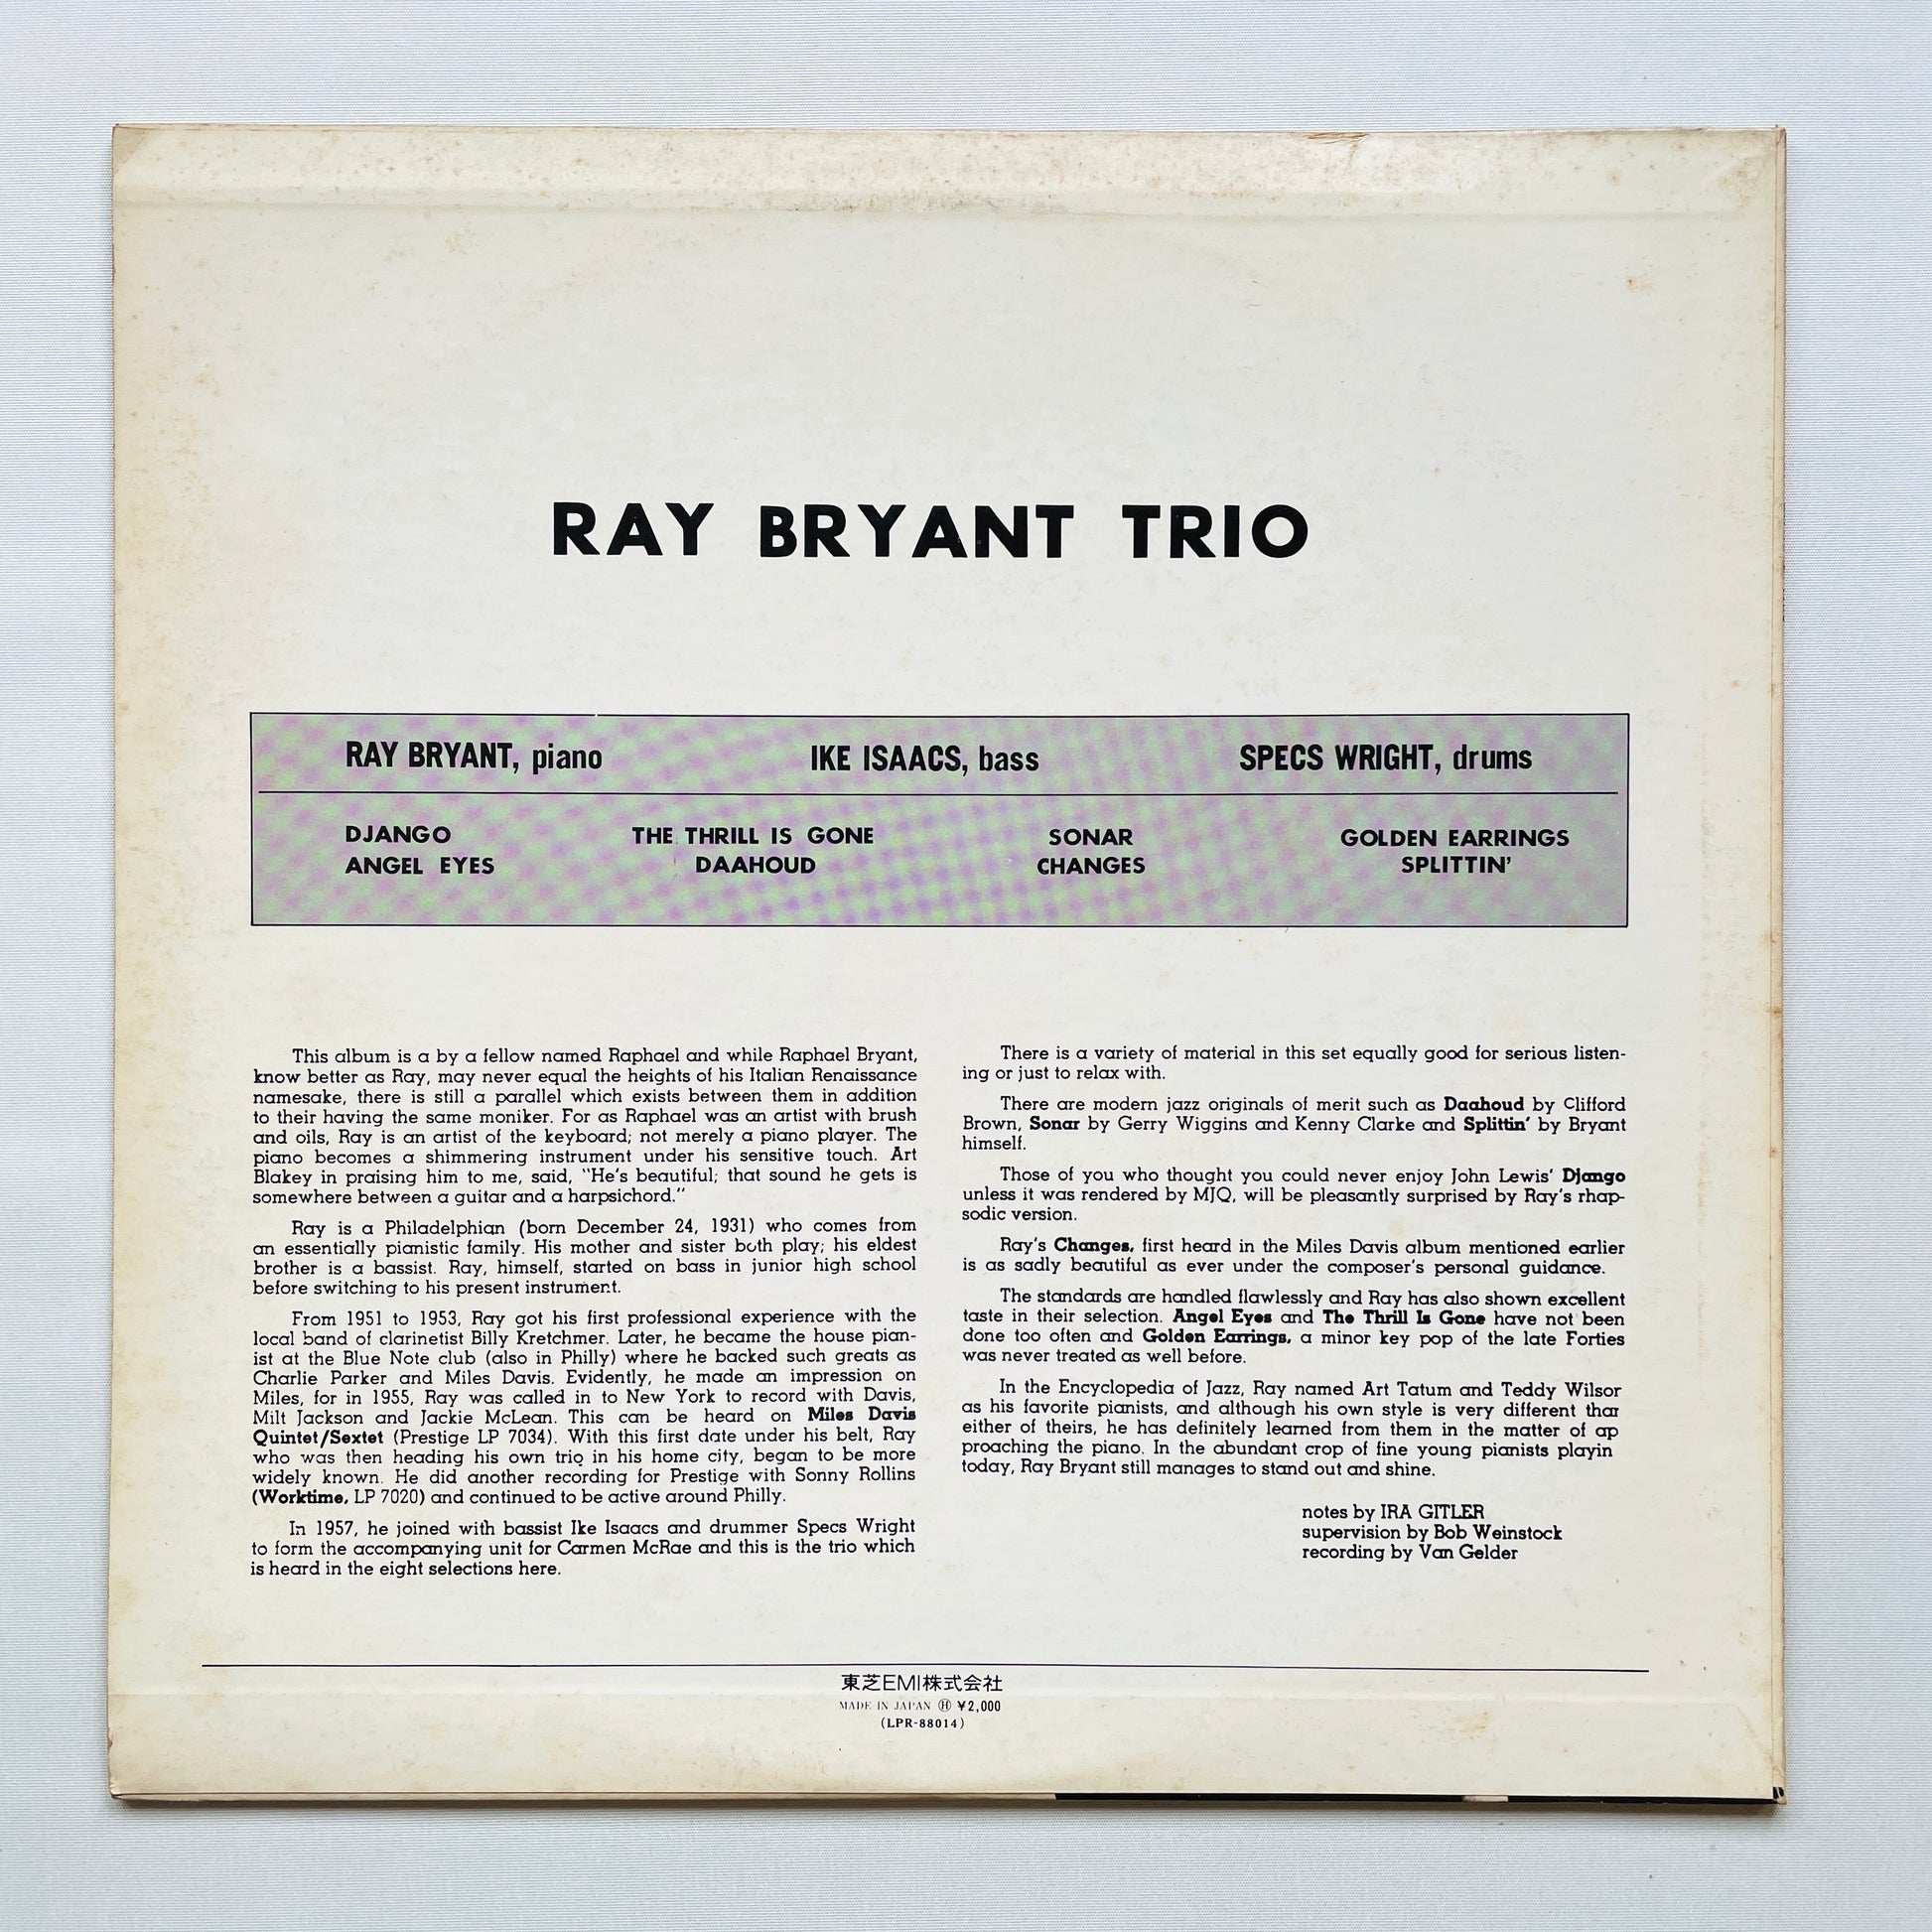 RAY BRYANT TRIO
RAY BRYANT, piano IKE ISAACS, bass SPECS WRIGHT, drums
DJANGO THE THRILL IS GONE SONAR GOLDEN EARRINGS
ANGEL EYES DAAHOUD CHANGES SPLITTIN'
This album is a by a fellow named Raphael and while Raphael Bryant,
know better as Ray, may never equal the heights of his Italian Renaissance
namesake, there is still a parallel which exists between them in addition
to their having the same moniker. For as Raphael was an artist with brush
and oils, Ray is an artist of the keyboard; not merely a piano player. The
piano becomes a shimmering instrument under his sensitive touch. Art
Blakey in praising him to me, said, "He's beautiful; that sound he gets is
somewhere between a guitar and a harpsichord."
Ray is a Philadelphian (born December 24, 1931) who comes from
an essentially pianistic family. His mother and sister both play; his eldest
brother is a bassist. Ray, himself, started on bass in junior high school
before switching to his present instrument.
From 1951 to 1953, Ray got his first professional experience with the
local band of clarinetist Billy Kretchmer. Later, he became the house pian-
ist at the Blue Note club (also in Philly) where he backed such greats as
Charlie Parker and Miles Davis. Evidently, he made an impression on
Miles, for in 1955, Ray was called in to New York to record with Davis,
Milt Jackson and Jackie McLean. This can be heard on Miles Davis
Quintet/Sextet (Prestige LP 7034). With this first date under his belt, Ray
who was then heading his own trio in his home city, began to be more
widely known. He did another recording for Prestige with Sonny Rollins
(Worktime, LP 7020) and continued to be active around Philly.
In 1957, he joined with bassist Ike Isaacs and drummer Specs Wright
to form the accompanying unit for Carmen McRae and this is the trio which
is heard in the eight selections here.
There is a variety of material in this set equally good for serious listen-
ing or just to relax with.
There are modern jazz originals of merit such as Daahoud by Clifford
Brown, Sonar by Gerry Wiggins and Kenny Clarke and Splittin' by Bryant
himself.
Those of you who thought you could never enjoy John Lewis' Django
unless it was rendered by MJQ, will be pleasantly surprised by Ray's rhap-
sodic version.
Ray's Changes, first heard in the Miles Davis album mentioned earlier
is as sadly beautiful as ever under the composer's personal guidance.
The standards are handled flawlessly and Ray has also shown excellent
taste in their selection. Angel Eyes and The Thrill Is Gone have not been
done too often and Golden Earrings, a minor key pop of the late Forties
was never treated as well before.
In the Encyclopedia of Jazz, Ray named Art Tatum and Teddy Wilsor
as his favorite pianists, and although his own style is very different thar
either of theirs, he has definitely learned from them in the matter of ap
proaching the piano. In the abundant crop of fine young pianists playin
today, Ray Bryant still manages to stand out and shine.
notes by IRA GITLER
supervision by Bob Weinstock
recording by Van Gelder
東芝EMI株式会社
MADE IN JAPAN Ⓗ ¥2,000
(LPR-88014)